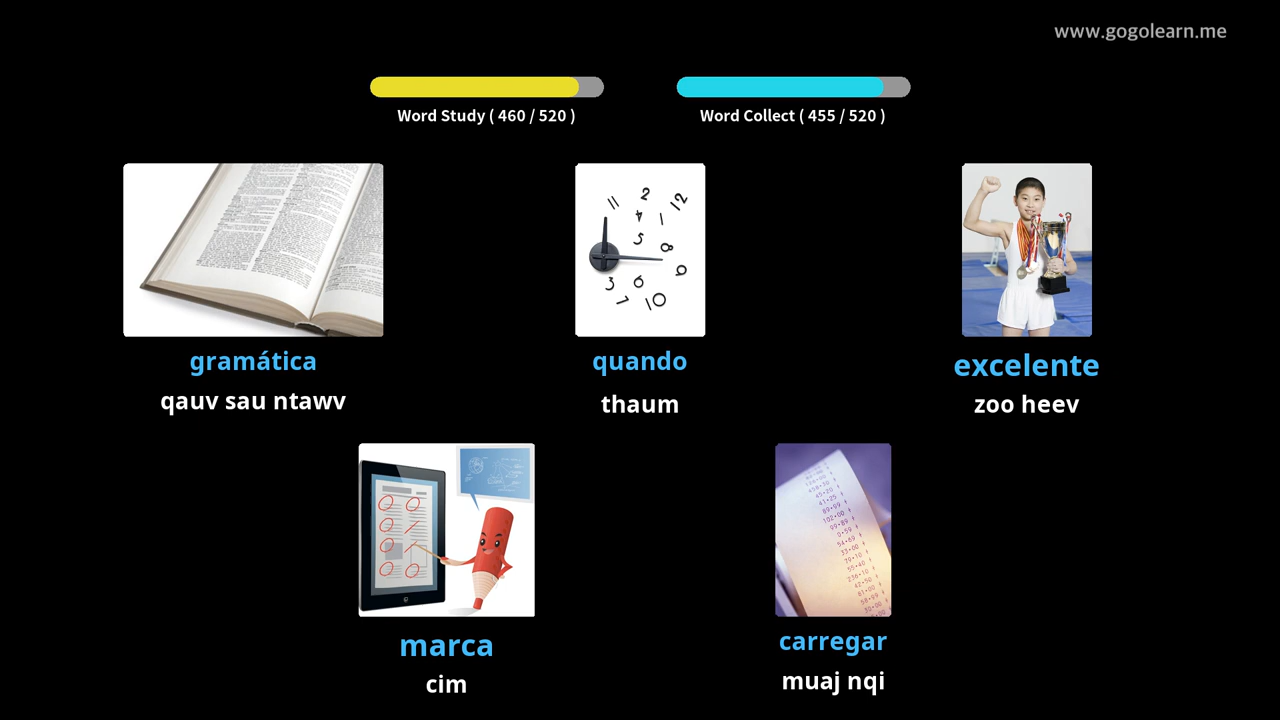 www.gogolearn.me
Word Study ( 460 / 520 )
Word Collect ( 455 / 520 )
gramática
quando
excelente
qauv sau ntawv
thaum
zoo heev
marca
carregar
cim
muaj nqi